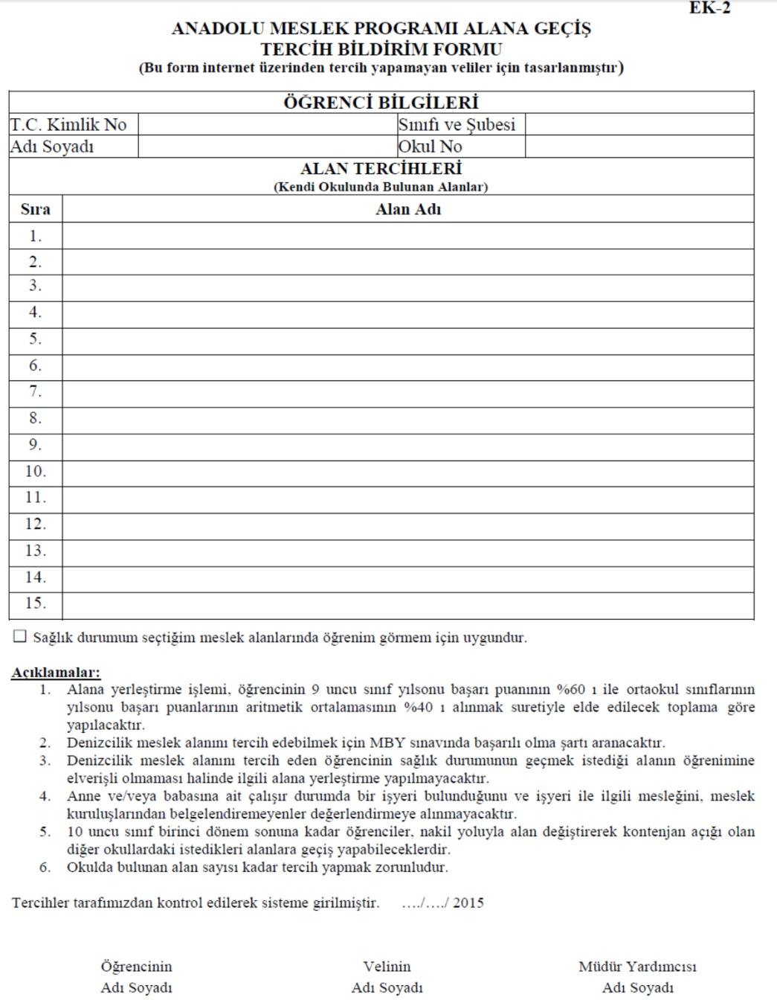 EK-2
ANADOLU MESLEK PROGRAMI ALANA GEÇİŞ
TERCİH BİLDİRİM FORMU
(Bu form internet üzerinden tercih yapamayan veliler için tasarlanmıştır)
ÖĞRENCİ BİLGİLERİ
T.C. Kimlik No Sınıfı ve Şubesi
Adı Soyadı Okul No
ALAN TERCİHLERİ
(Kendi Okulunda Bulunan Alanlar)
Sıra Alan Adı
1.
2.
3.
4.
5.
6.
7.
8.
9.
10.
11.
12.
13.
14.
15.
☐ Sağlık durumum seçtiğim meslek alanlarında öğrenim görmem için uygundur.
Açıklamalar:
1. Alana yerleştirme işlemi, öğrencinin 9 uncu sınıf yılsonu başarı puanının %60 ı ile ortaokul sınıflarının
yılsonu başarı puanlarının aritmetik ortalamasının %40 ı alınmak suretiyle elde edilecek toplama göre
yapılacaktır.
2. Denizcilik meslek alanını tercih edebilmek için MBY sınavında başarılı olma şartı aranacaktır.
3. Denizcilik meslek alanını tercih eden öğrencinin sağlık durumunun geçmek istediği alanın öğrenimine
elverişli olmaması halinde ilgili alana yerleştirme yapılmayacaktır.
4. Anne ve/veya babasına ait çalışır durumda bir işyeri bulunduğunu ve işyeri ile ilgili mesleğini, meslek
kuruluşlarından belgelendiremeyenler değerlendirmeye alınmayacaktır.
5. 10 uncu sınıf birinci dönem sonuna kadar öğrenciler, nakil yoluyla alan değiştirerek kontenjan açığı olan
diğer okullardaki istedikleri alanlara geçiş yapabileceklerdir.
6. Okulda bulunan alan sayısı kadar tercih yapmak zorunludur.
Tercihler tarafımızdan kontrol edilerek sisteme girilmiştir. …./…./ 2015
Öğrencinin Velinin Müdür Yardımcısı
Adı Soyadı Adı Soyadı Adı Soyadı